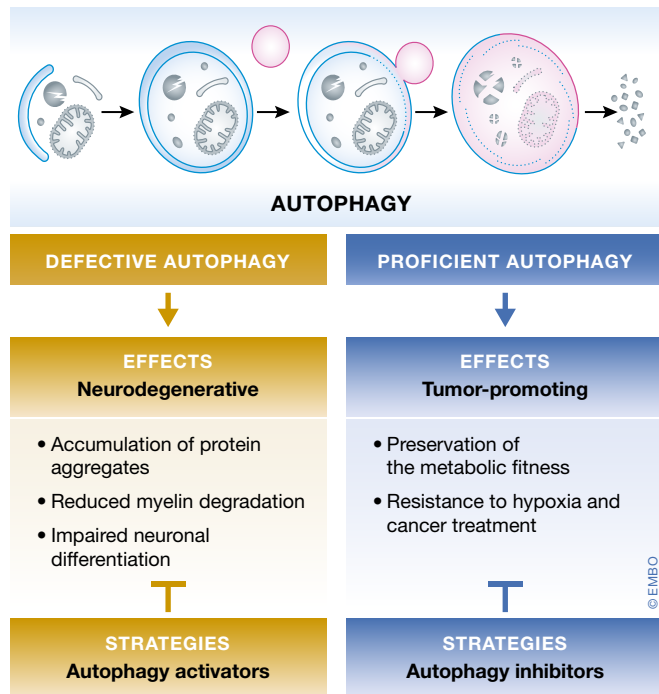 AUTOPHAGY
DEFECTIVE AUTOPHAGY
EFFECTS
Neurodegenerative
• Accumulation of protein
aggregates
• Reduced myelin degradation
• Impaired neuronal
differentiation
STRATEGIES
Autophagy activators
PROFICIENT AUTOPHAGY
EFFECTS
Tumor-promoting
• Preservation of
the metabolic fitness
• Resistance to hypoxia and
cancer treatment
STRATEGIES
Autophagy inhibitors
© EMBO